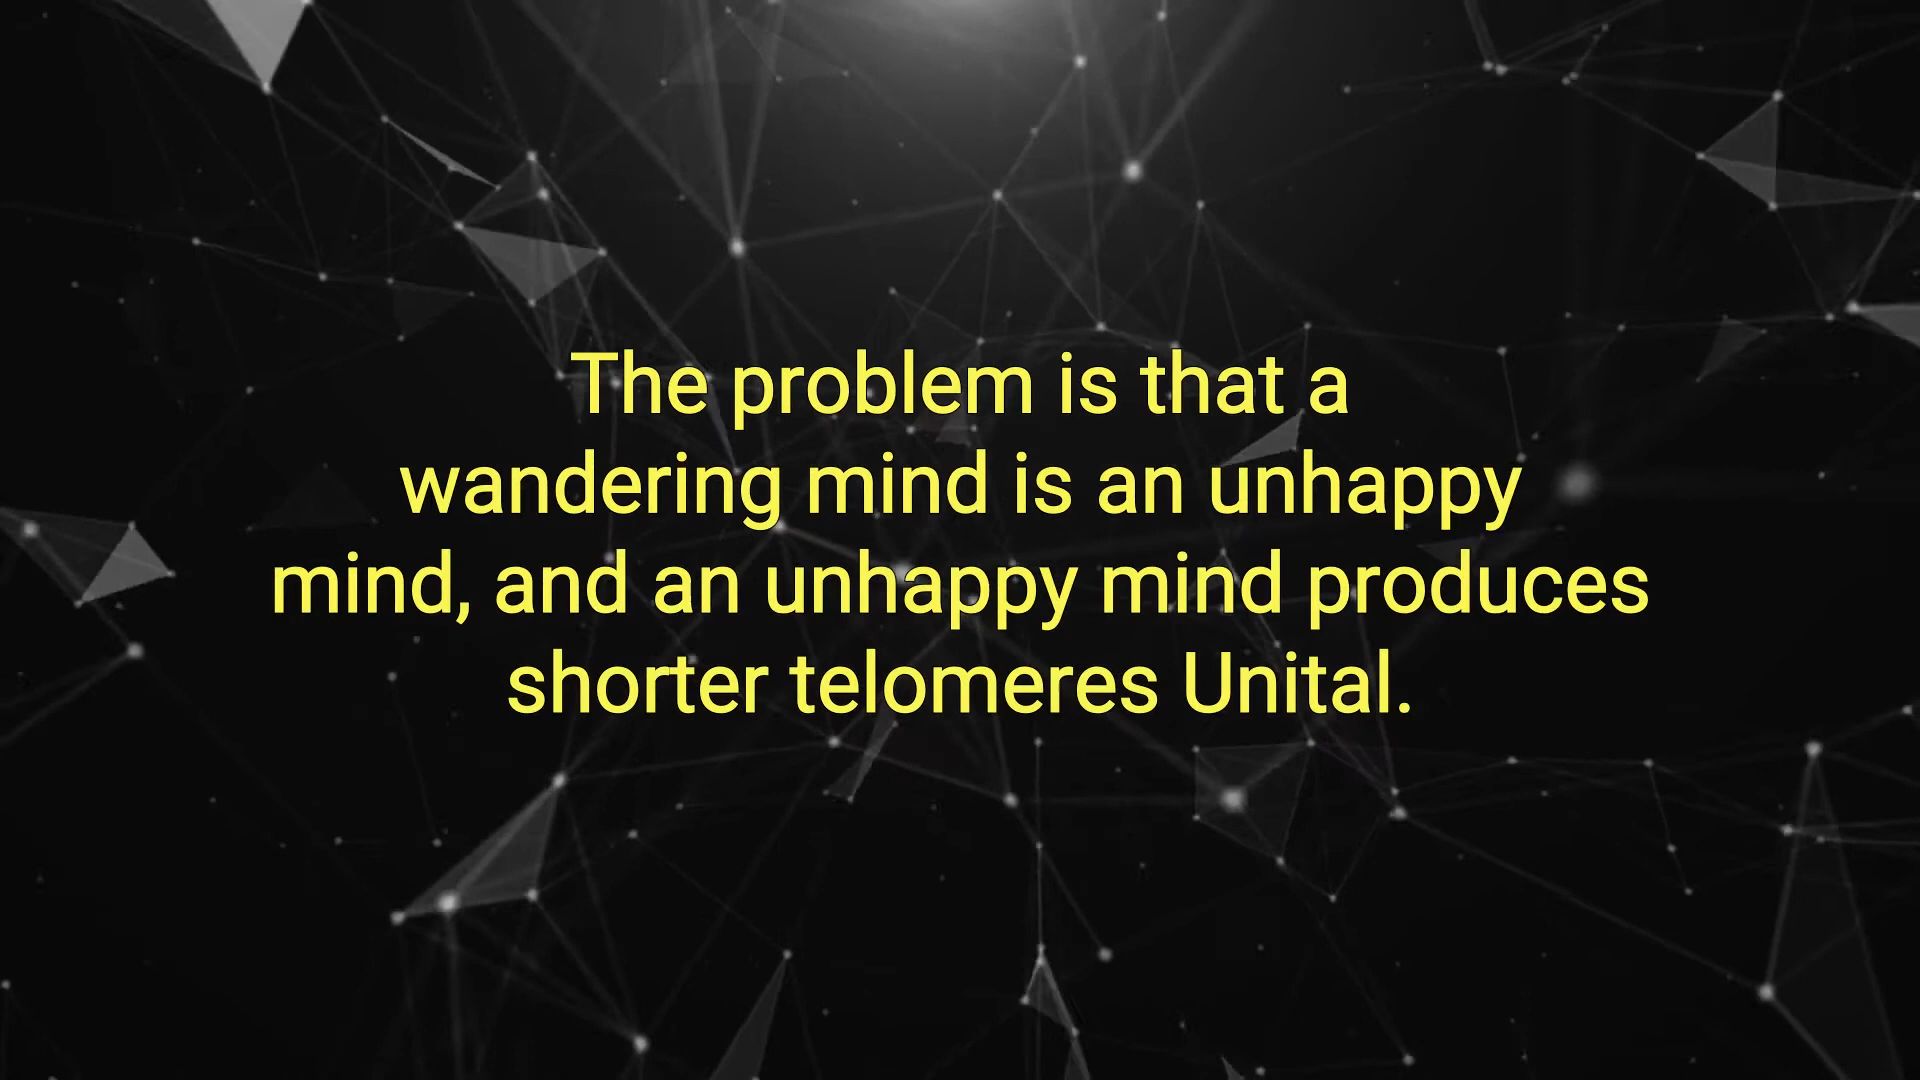 The problem is that a
wandering mind is an unhappy
mind, and an unhappy mind produces
shorter telomeres Unital.